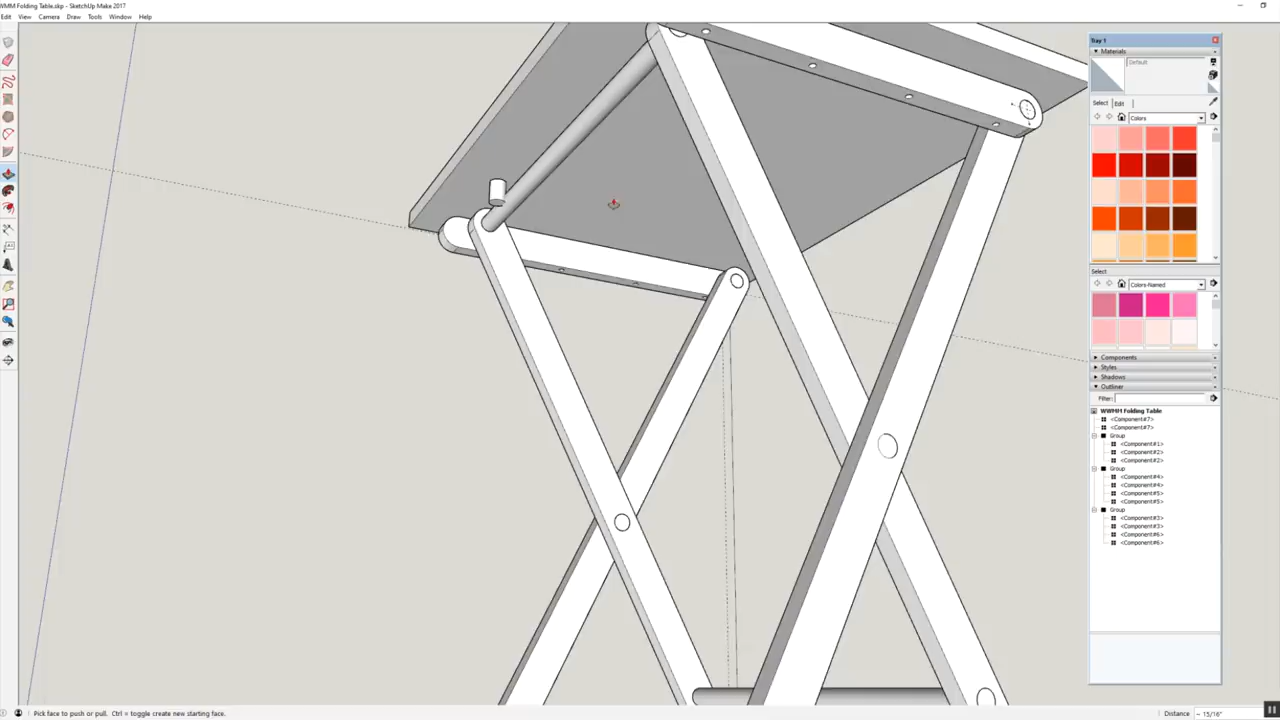 WMM Folding Table.skp - SketchUp Make 2017
Edit View Camera Draw Tools Window Help
Tray 1
Materials
Default
Select Edit
Colors
Select
Colors-Named
Components
Styles
Shadows
Outliner
Filter:
WWMM Folding Table
<Component#7>
<Component#7>
Group
<Component#1>
<Component#2>
<Component#2>
Group
<Component#4>
<Component#4>
<Component#5>
<Component#5>
Group
<Component#3>
<Component#3>
<Component#6>
<Component#6>
Pick face to push or pull. Ctrl = toggle create new starting face.
Distance ~ 15/16"